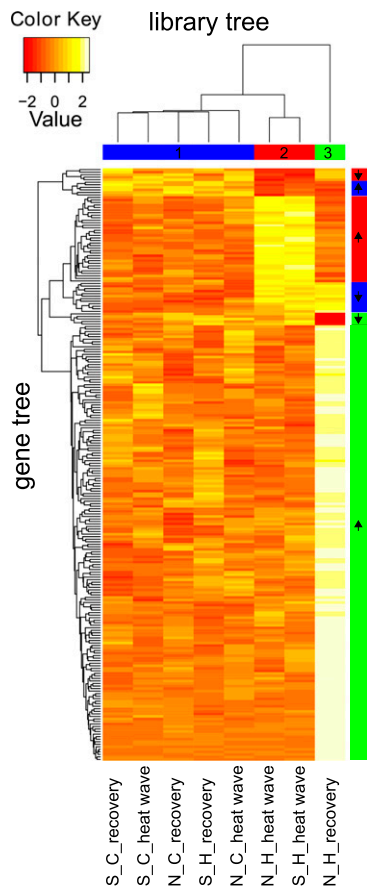 library tree
Color Key
−2 0 2
Value
1 2 3
gene tree
S_C_recovery
S_C_heat wave
N_C_recovery
S_H_recovery
N_C_heat wave
N_H_heat wave
S_H_heat wave
N_H_recovery